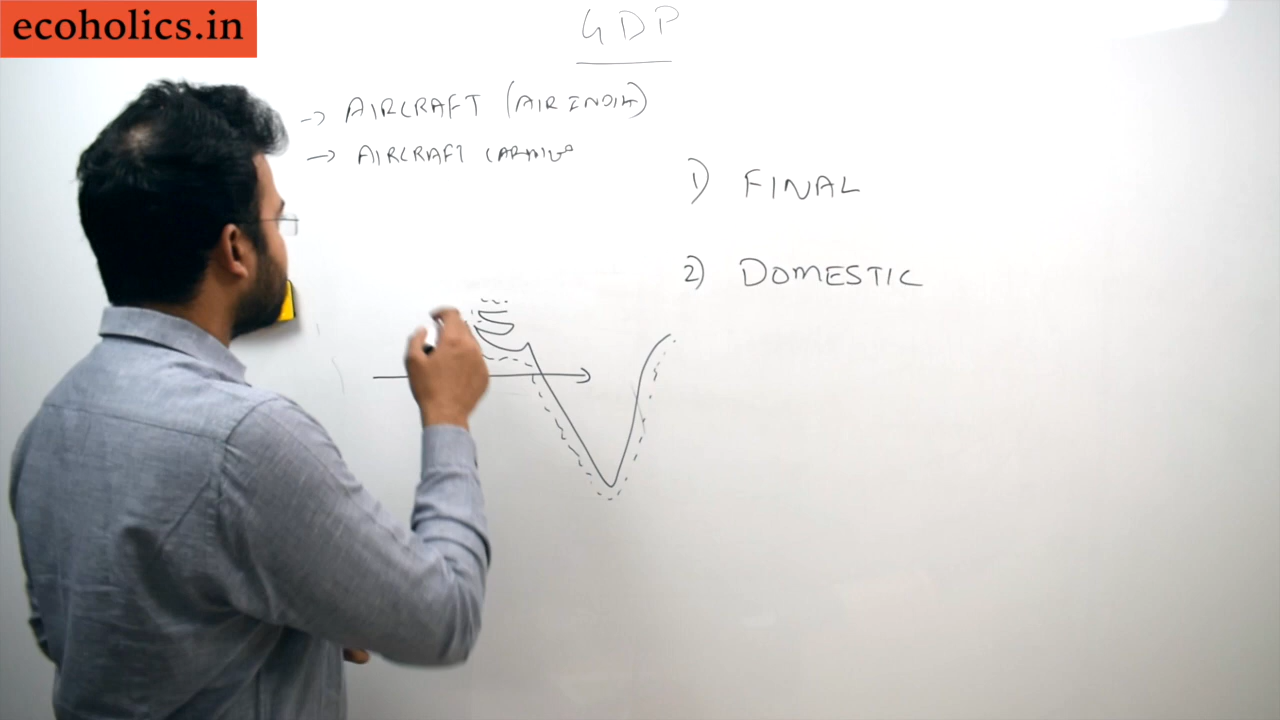 ecoholics.in
GDP
→ AIRCRAFT (AIR INDIA)
→ AIRCRAFT
1) FINAL
2) DOMESTIC